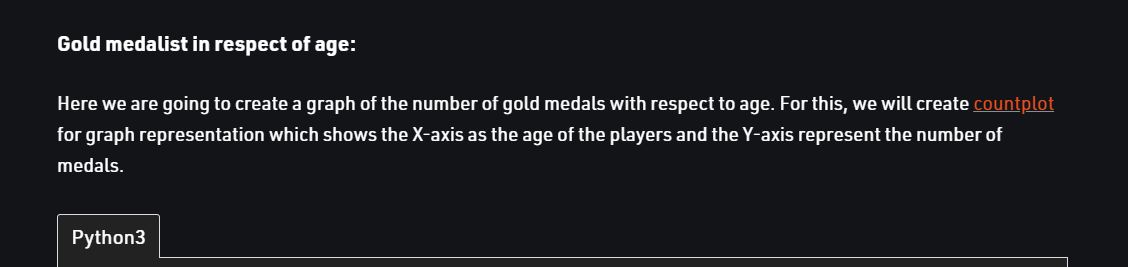 Gold medalist in respect of age:
Here we are going to create a graph of the number of gold medals with respect to age. For this, we will create countplot
for graph representation which shows the X-axis as the age of the players and the Y-axis represent the number of
medals.
Python3